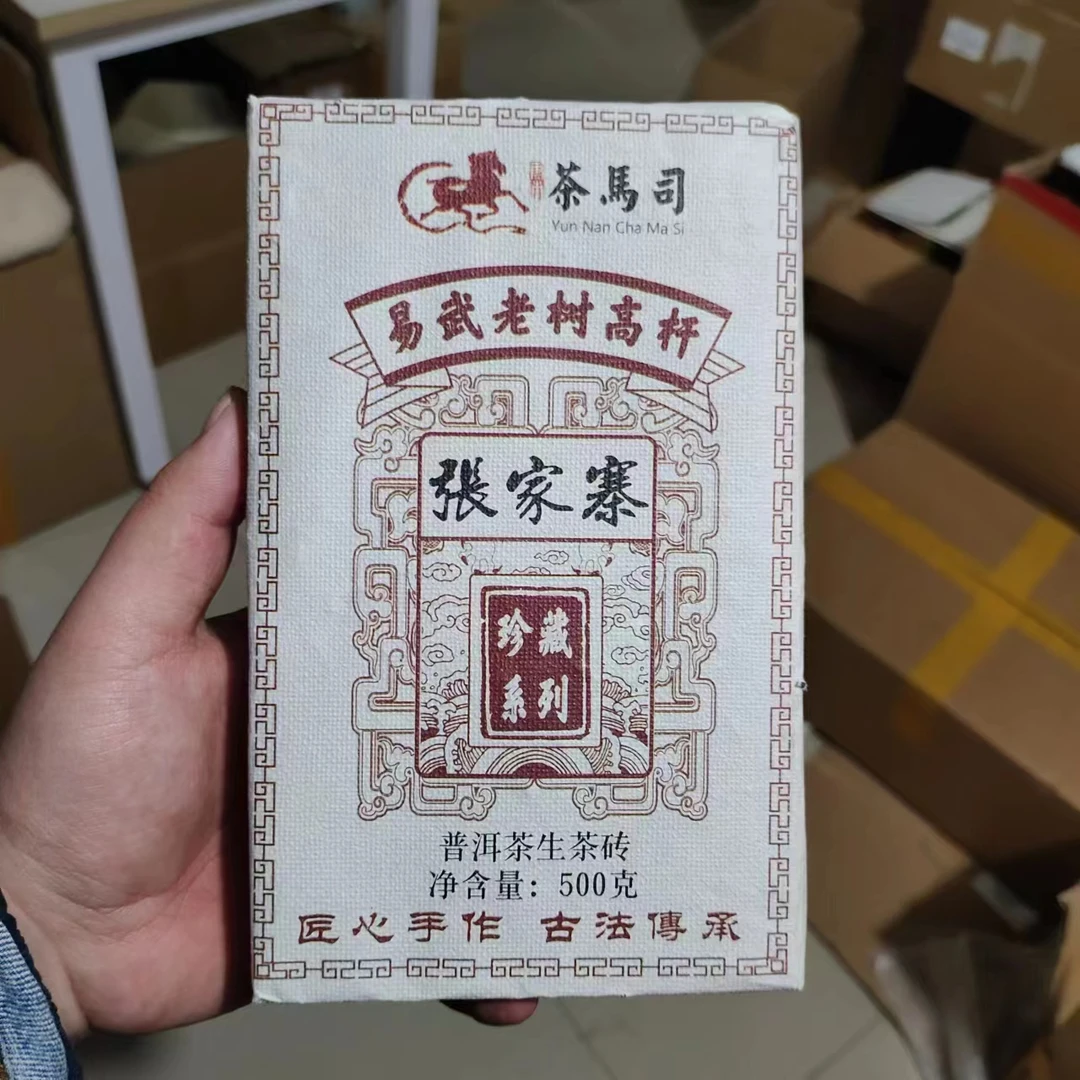 茶馬司
Yun Nan Cha Ma Si
易武老树高杆
張家寨
珍藏
系列
普洱茶生茶砖
净含量：500克
匠心手作 古法傳承